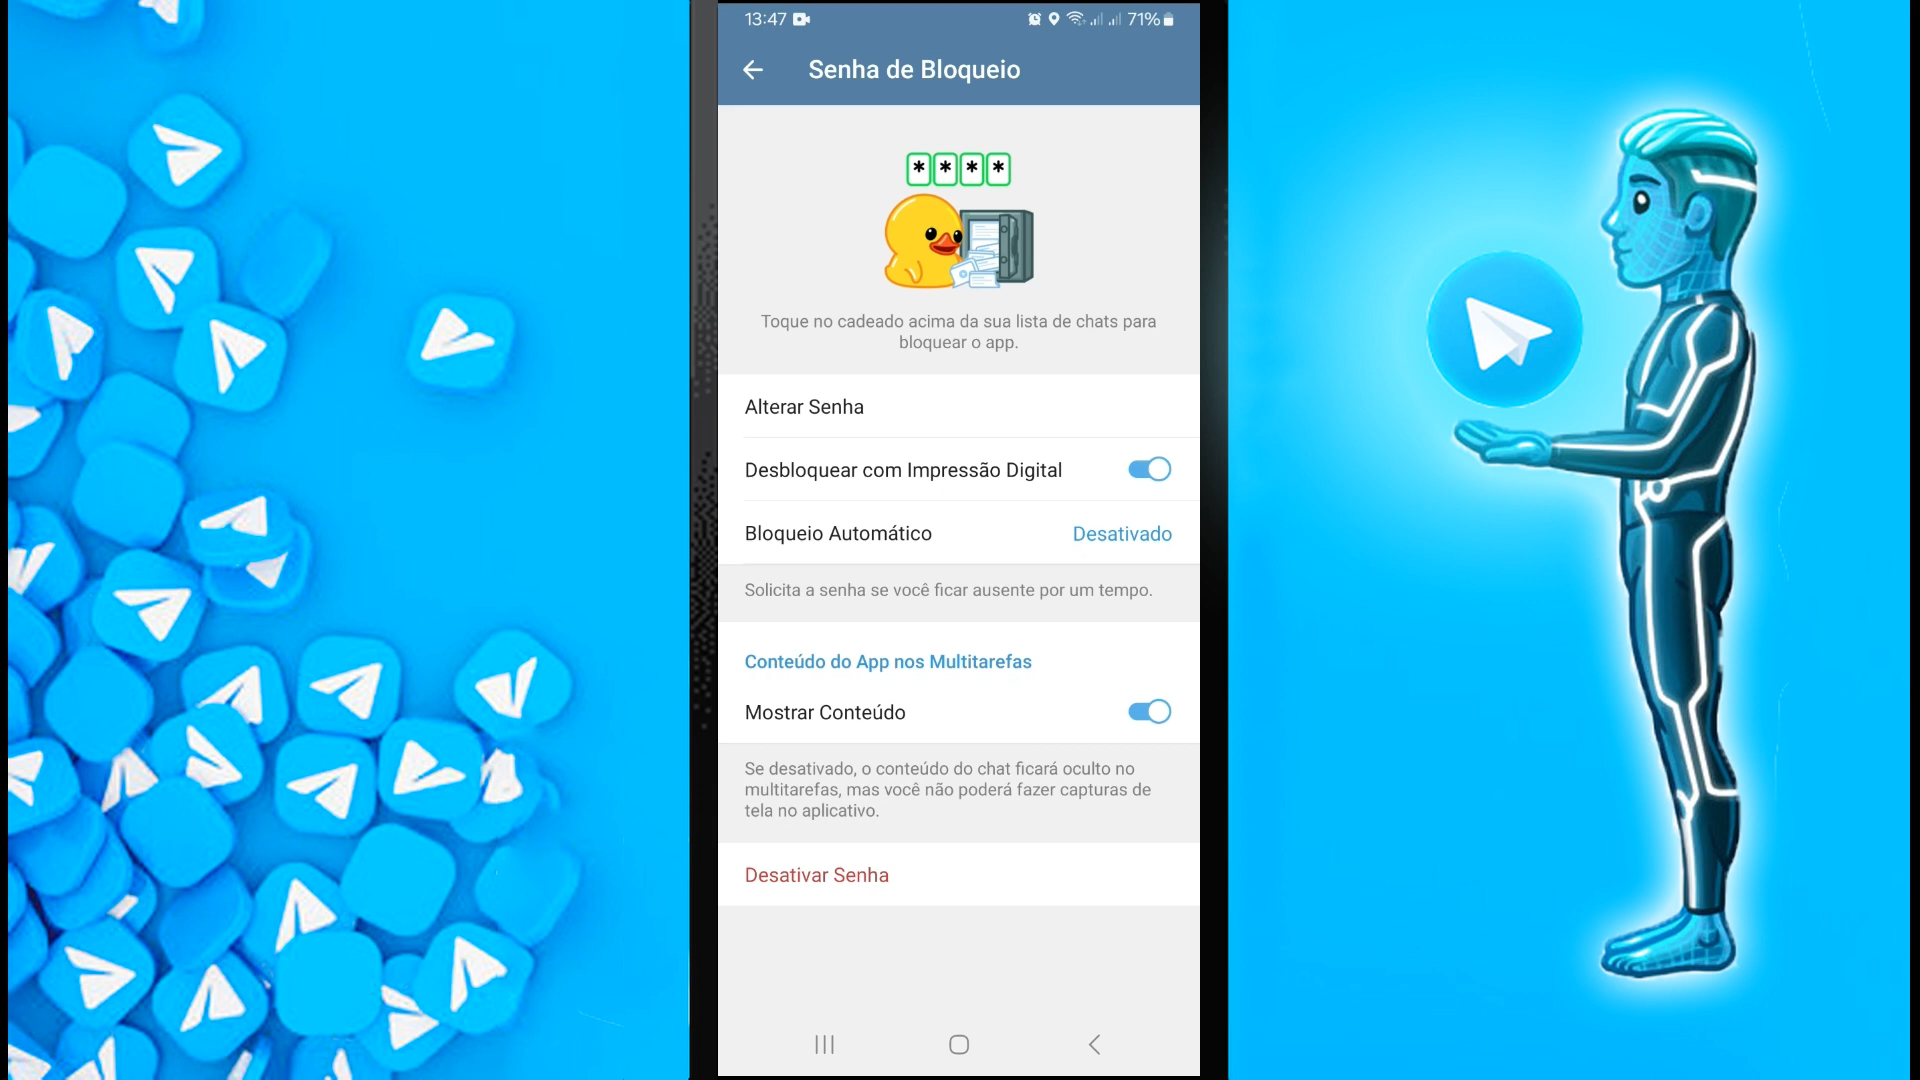 13:47
71%
Senha de Bloqueio
* * * *
Toque no cadeado acima da sua lista de chats para
bloquear o app.
Alterar Senha
Desbloquear com Impressão Digital
Bloqueio Automático
Desativado
Solicita a senha se você ficar ausente por um tempo.
Conteúdo do App nos Multitarefas
Mostrar Conteúdo
Se desativado, o conteúdo do chat ficará oculto no
multitarefas, mas você não poderá fazer capturas de
tela no aplicativo.
Desativar Senha